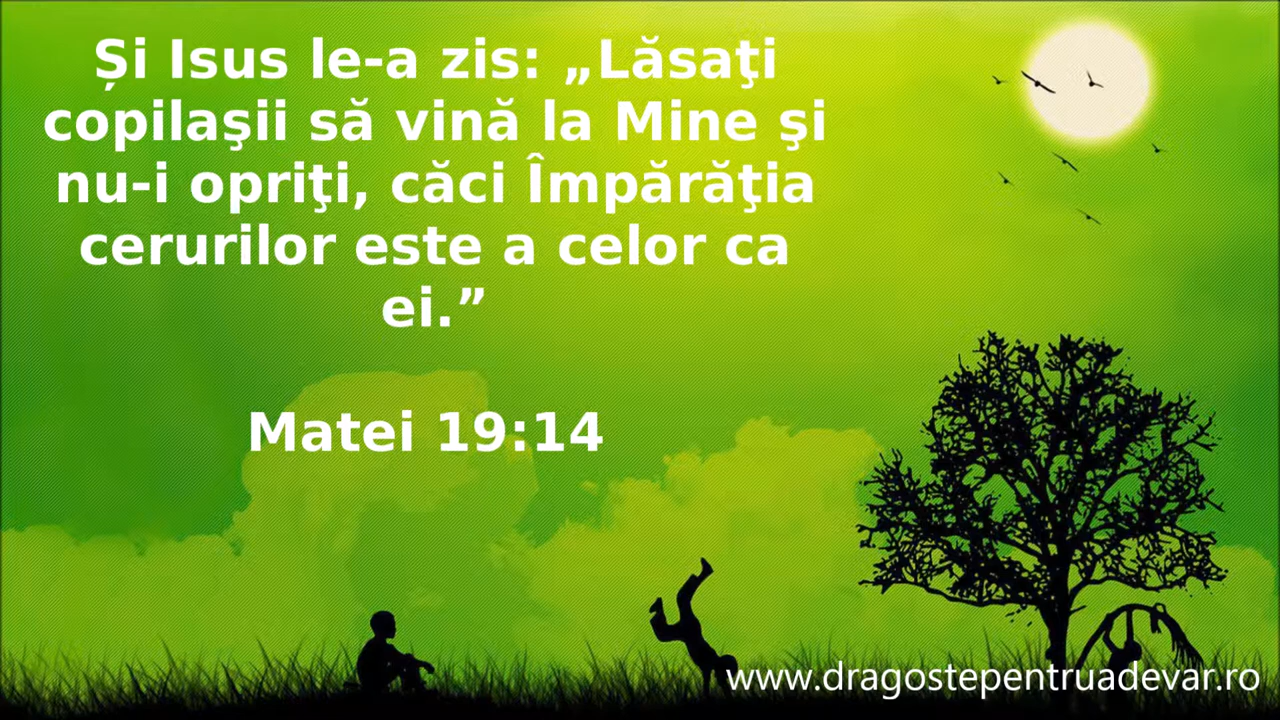 Și Isus le-a zis: „Lăsaţi
copilaşii să vină la Mine şi
nu-i opriţi, căci Împărăţia
cerurilor este a celor ca
ei.”
Matei 19:14
www.dragostepentruadevar.ro